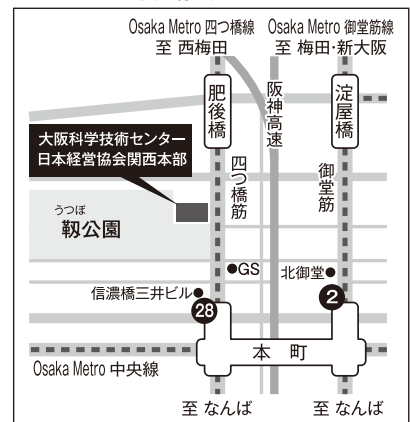 Osaka Metro 四つ橋線
至 西梅田
Osaka Metro 御堂筋線
至 梅田・新大阪
肥後橋
阪神高速
淀屋橋
大阪科学技術センター
日本経営協会関西本部
四つ橋筋
御堂筋
うつぼ
靱公園
GS
北御堂
信濃橋三井ビル
28
2
本町
Osaka Metro 中央線
至 なんば
至 なんば